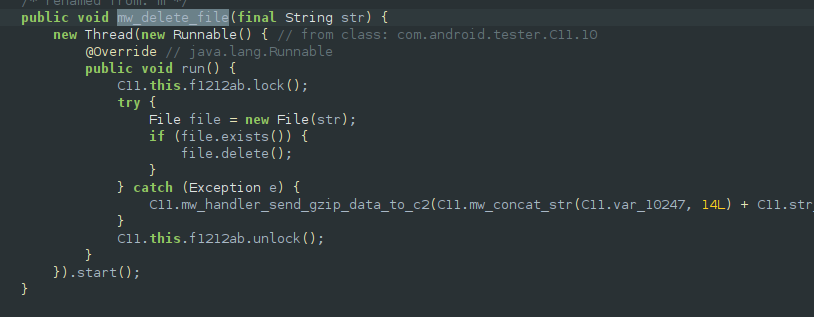 /* renamed from: m */
public void mw_delete_file(final String str) {
new Thread(new Runnable() { // from class: com.android.tester.C11.10
@Override // java.lang.Runnable
public void run() {
C11.this.f1212ab.lock();
try {
File file = new File(str);
if (file.exists()) {
file.delete();
}
} catch (Exception e) {
C11.mw_handler_send_gzip_data_to_c2(C11.mw_concat_str(C11.var_10247, 14L) + C11.str
}
C11.this.f1212ab.unlock();
}
}).start();
}